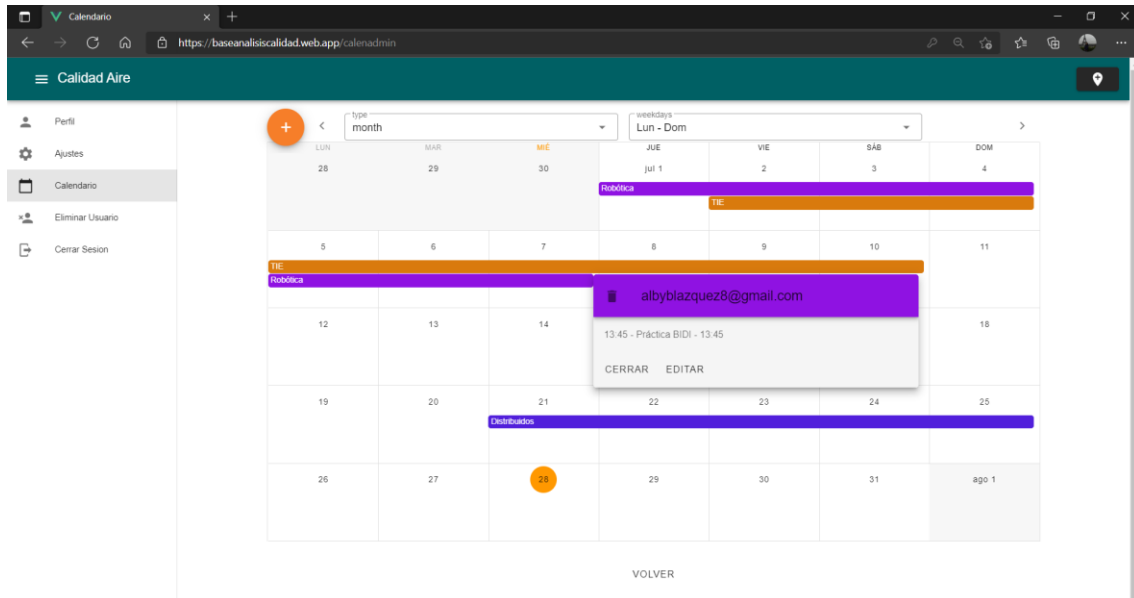 Calendario
https://baseanalisiscalidad.web.app/calenadmin
Calidad Aire
Perfil
Ajustes
Calendario
Eliminar Usuario
Cerrar Sesion
type
month
weekdays
Lun - Dom
LUN MAR MIÉ JUE VIE SÁB DOM
28 29 30 jul 1 2 3 4
Robótica
TIE
5 6 7 8 9 10 11
TIE
Robótica
albyblazquez8@gmail.com
12 13 14 18
13:45 - Práctica BIDI - 13:45
CERRAR EDITAR
19 20 21 22 23 24 25
Distribuidos
26 27 28 29 30 31 ago 1
VOLVER